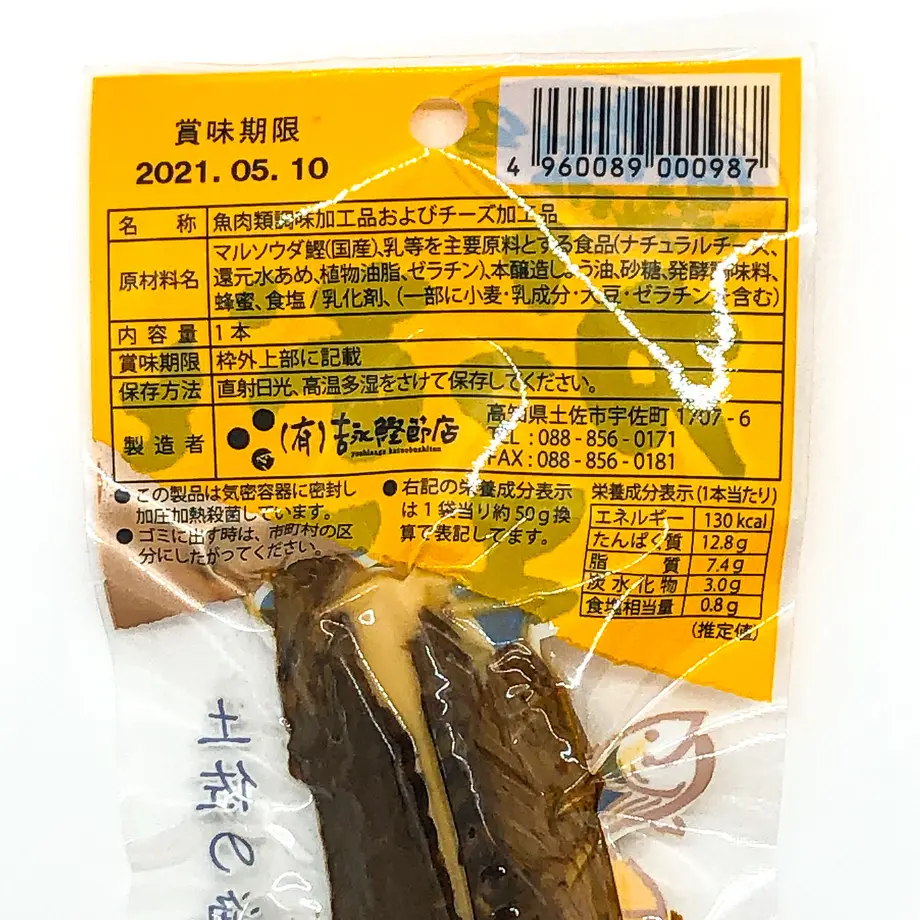 賞味期限
2021.05.10
4 960089 000987
名 称 魚肉類調味加工品およびチーズ加工品
原材料名 マルソウダ鰹(国産)、乳等を主要原料とする食品(ナチュラルチーズ、
還元水あめ、植物油脂、ゼラチン)、本醸造しょう油、砂糖、発酵調味料、
蜂蜜、食塩/乳化剤、(一部に小麦・乳成分・大豆・ゼラチンを含む)
内容量 1本
賞味期限 枠外上部に記載
保存方法 直射日光、高温多湿をさけて保存してください。
製造者 (有)吉永鰹節店
yoshinaga katsuobushiten
高知県土佐市宇佐町 1707-6
TEL : 088-856-0171
FAX : 088-856-0181
●この製品は気密容器に密封し
加圧加熱殺菌しています。
●ゴミに出す時は、市町村の区
分にしたがってください。
●右記の栄養成分表示
は1袋当り約50g換
算で表記してます。
栄養成分表示(1本当たり)
エネルギー 130kcal
たんぱく質 12.8g
脂 質 7.4g
炭水化物 3.0g
食塩相当量 0.8g
(推定値)